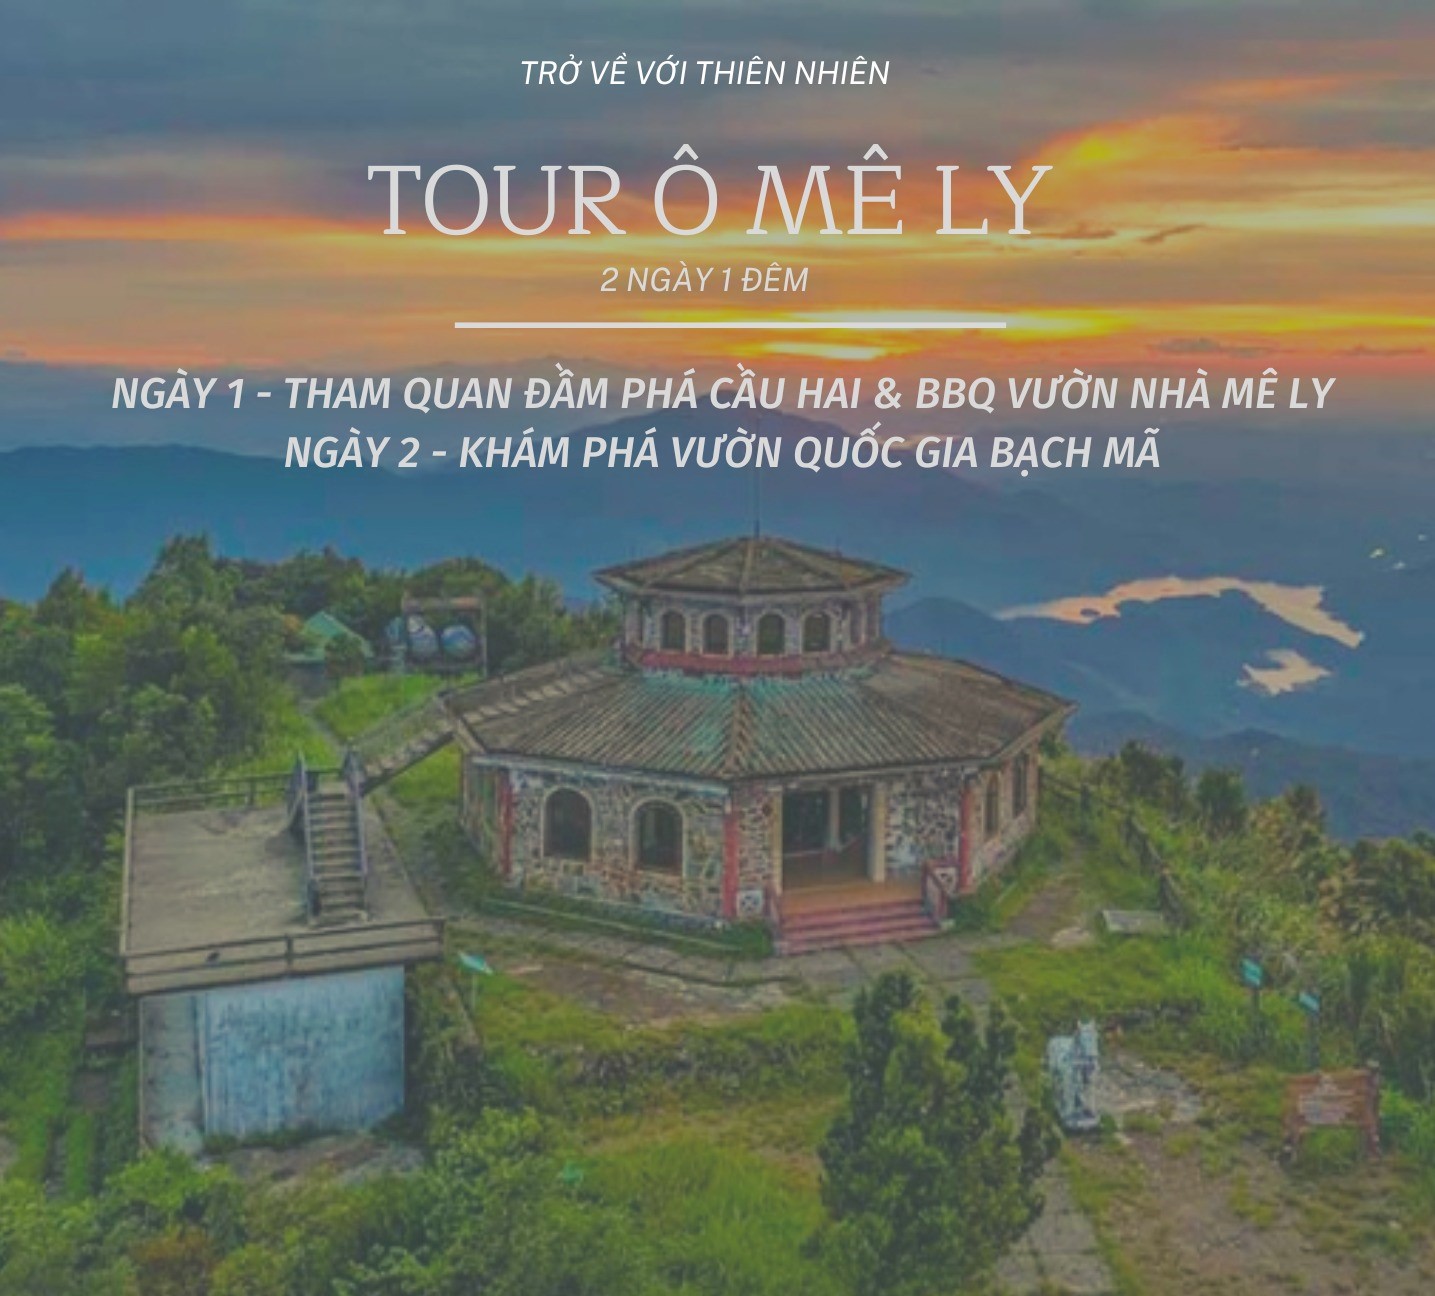 TRỞ VỀ VỚI THIÊN NHIÊN
TOUR Ô MÊ LY
2 NGÀY 1 ĐÊM
NGÀY 1 - THAM QUAN ĐẦM PHÁ CẦU HAI & BBQ VƯỜN NHÀ MÊ LY
NGÀY 2 - KHÁM PHÁ VƯỜN QUỐC GIA BẠCH MÃ